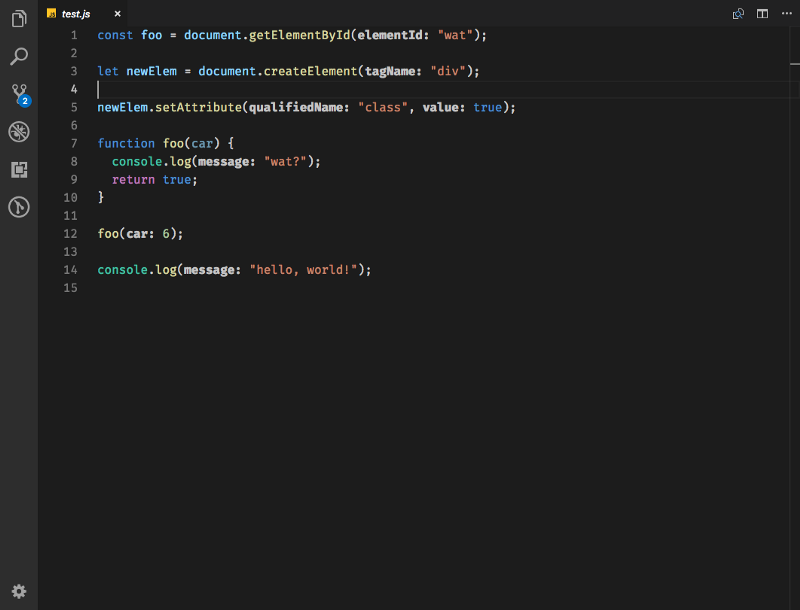 JS test.js ×
1 const foo = document.getElementById(elementId: "wat");
2
3 let newElem = document.createElement(tagName: "div");
4
5 newElem.setAttribute(qualifiedName: "class", value: true);
6
7 function foo(car) {
8   console.log(message: "wat?");
9   return true;
10 }
11
12 foo(car: 6);
13
14 console.log(message: "hello, world!");
15
2